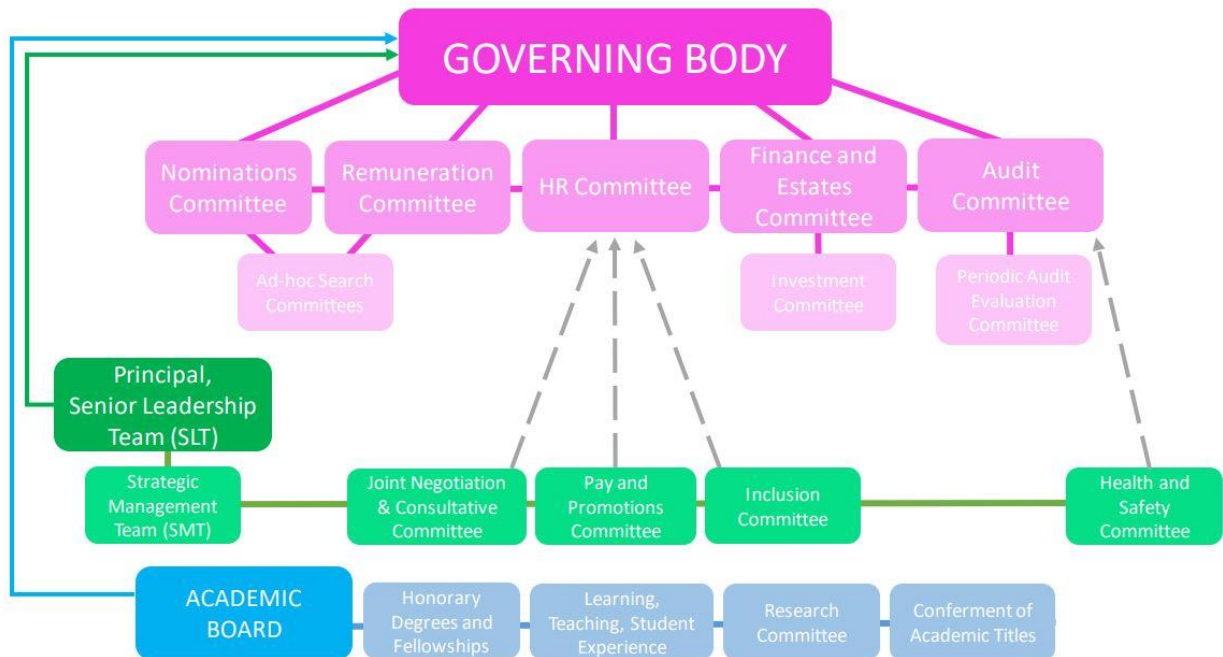 GOVERNING BODY
Nominations
Committee
Remuneration
Committee
HR Committee
Finance and
Estates
Committee
Audit
Committee
Ad-hoc Search
Committees
Investment
Committee
Periodic Audit
Evaluation
Committee
Principal,
Senior Leadership
Team (SLT)
Strategic
Management
Team (SMT)
Joint Negotiation
& Consultative
Committee
Pay and
Promotions
Committee
Inclusion
Committee
Health and
Safety
Committee
ACADEMIC
BOARD
Honorary
Degrees and
Fellowships
Learning,
Teaching, Student
Experience
Research
Committee
Conferment of
Academic Titles